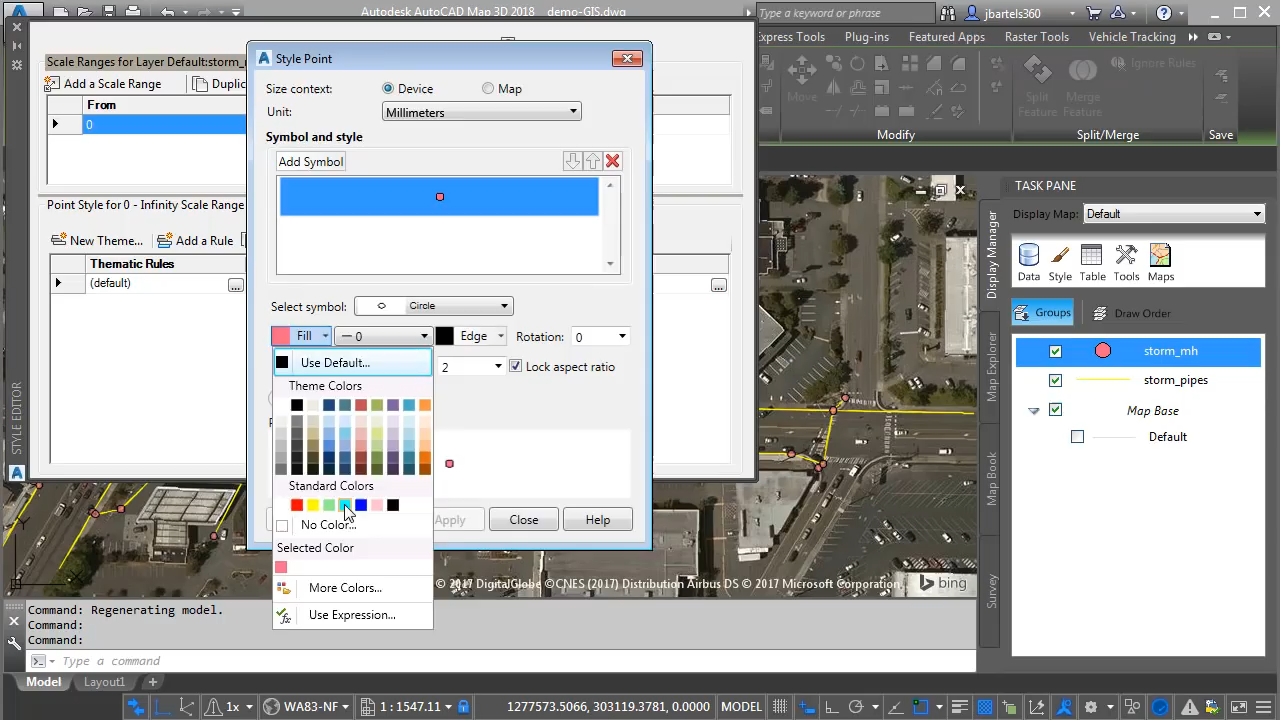 Autodesk AutoCAD Map 3D 2018 demo-GIS.dwg
Type a keyword or phrase
jbartels360
Express Tools Plug-ins Featured Apps Raster Tools Vehicle Tracking
Scale Ranges for Layer Default:storm_
Add a Scale Range
From
0
Point Style for 0 - Infinity Scale Range
New Theme...
Add a Rule
Thematic Rules
(default)
STYLE EDITOR
Style Point
Size context:
Device
Map
Unit:
Millimeters
Symbol and style
Add Symbol
Select symbol:
Circle
Fill
0
Edge
Rotation:
0
Use Default...
2
Lock aspect ratio
Theme Colors
Standard Colors
No Color...
Selected Color
More Colors...
Use Expression...
Apply
Close
Help
Move
Split
Feature
Merge
Feature
Ignore Rules
Modify
Split/Merge
Save
TASK PANE
Display Map:
Default
Data
Style
Table
Tools
Maps
Groups
Draw Order
storm_mh
storm_pipes
Map Base
Default
Display Manager
Map Explorer
Map Book
Survey
© 2017 DigitalGlobe ©CNES (2017) Distribution Airbus DS © 2017 Microsoft Corporation
bing
Command: Regenerating model.
Command:
Command:
Type a command
Model
Layout1
1x
WA83-NF
1 : 1547.11
1277573.5066, 303119.3781, 0.0000
MODEL